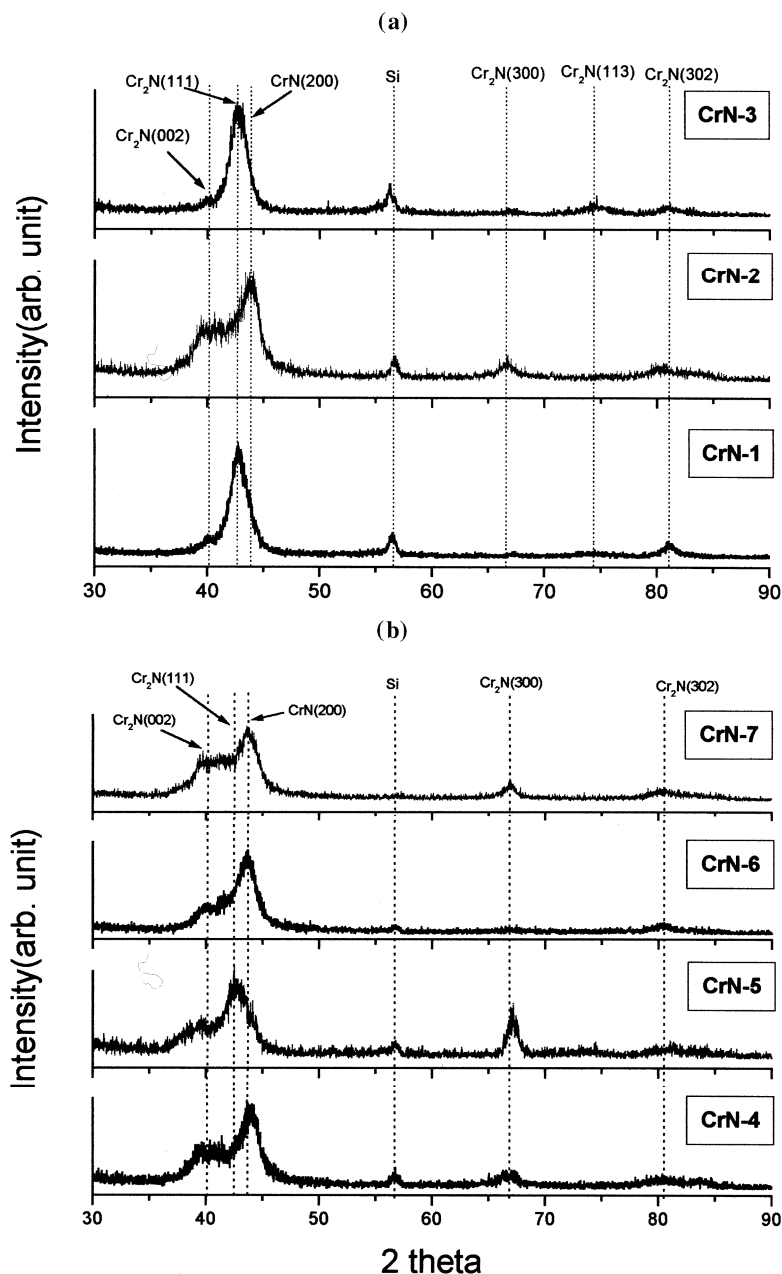 (a)
Cr₂N(111)
CrN(200)
Si
Cr₂N(300)
Cr₂N(113)
Cr₂N(302)
Cr₂N(002)
CrN-3
CrN-2
CrN-1
Intensity(arb. unit)
30 40 50 60 70 80 90
(b)
Cr₂N(111)
Si
Cr₂N(300)
Cr₂N(302)
Cr₂N(002)
CrN(200)
CrN-7
CrN-6
CrN-5
CrN-4
Intensity(arb. unit)
30 40 50 60 70 80 90
2 theta